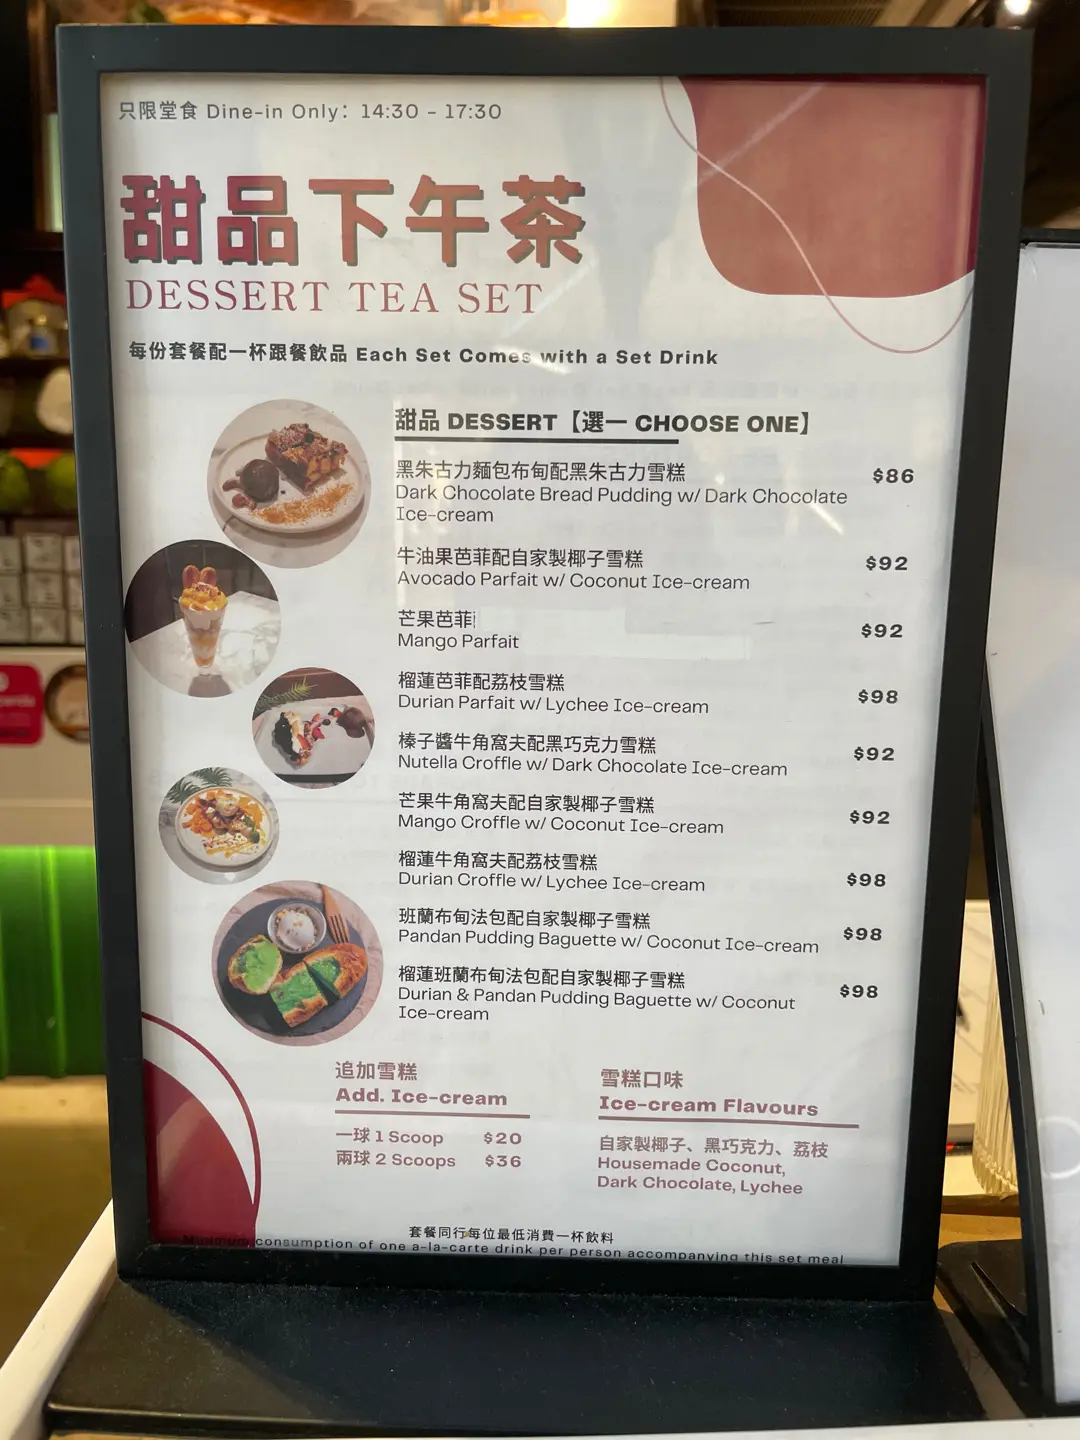 只限堂食 Dine-in Only: 14:30 - 17:30
甜品下午茶
DESSERT TEA SET
每份套餐配一杯跟餐飲品 Each Set Comes with a Set Drink
甜品 DESSERT【選一 CHOOSE ONE】
黑朱古力麵包布甸配黑朱古力雪糕 $86
Dark Chocolate Bread Pudding w/ Dark Chocolate
Ice-cream
牛油果芭菲配自家製椰子雪糕
Avocado Parfait w/ Coconut Ice-cream $92
芒果芭菲
Mango Parfait $92
榴蓮芭菲配荔枝雪糕
Durian Parfait w/ Lychee Ice-cream $98
榛子醬牛角窩夫配黑巧克力雪糕
Nutella Croffle w/ Dark Chocolate Ice-cream $92
芒果牛角窩夫配自家製椰子雪糕
Mango Croffle w/ Coconut Ice-cream $92
榴蓮牛角窩夫配荔枝雪糕
Durian Croffle w/ Lychee Ice-cream $98
班蘭布甸法包配自家製椰子雪糕
Pandan Pudding Baguette w/ Coconut Ice-cream $98
榴蓮班蘭布甸法包配自家製椰子雪糕
Durian & Pandan Pudding Baguette w/ Coconut $98
Ice-cream
追加雪糕
Add. Ice-cream
一球 1 Scoop $20
兩球 2 Scoops $36
雪糕口味
Ice-cream Flavours
自家製椰子、黑巧克力、荔枝
Housemade Coconut,
Dark Chocolate, Lychee
套餐同行每位最低消費一杯飲料
consumption of one a-la-carte drink per person accompanying this set meal